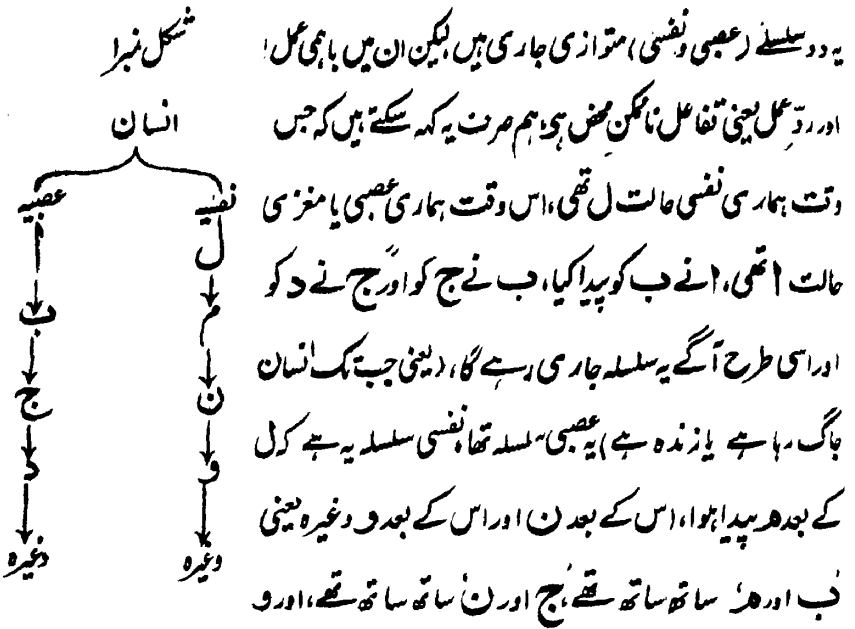 یہ دو سلسلے (عصبی و نفسی) متوازی جاری ہیں لیکن ان میں باہمی عمل
اور ردِّ عمل یعنی تفاعل ناممکن محض ہی؛ ہم صرف یہ کہہ سکتے ہیں کہ جس
وقت ہماری نفسی حالت ل تھی، اس وقت ہماری عصبی یا مغزی
حالت ا تھی، ا نے ب کو پیدا کیا، ب نے ج کو اور ج نے د کو
اور اسی طرح آگے یہ سلسلہ جاری رہے گا، (یعنی جب تک انسان
جاگ رہا ہے یا زندہ ہے) یہ عصبی سلسلہ تھا، نفسی سلسلہ یہ ہے کہ ل
کے بعد م پیدا ہوا، اس کے بعد ن اور اس کے بعد و وغیرہ یعنی
ب اور م ساتھ ساتھ تھے، ج اور ن ساتھ ساتھ تھے، اور و
شکل نمبر ا
انسان
نفسیہ عصبیہ
ل ا
م ب
ن ج
و د
وغیرہ وغیرہ